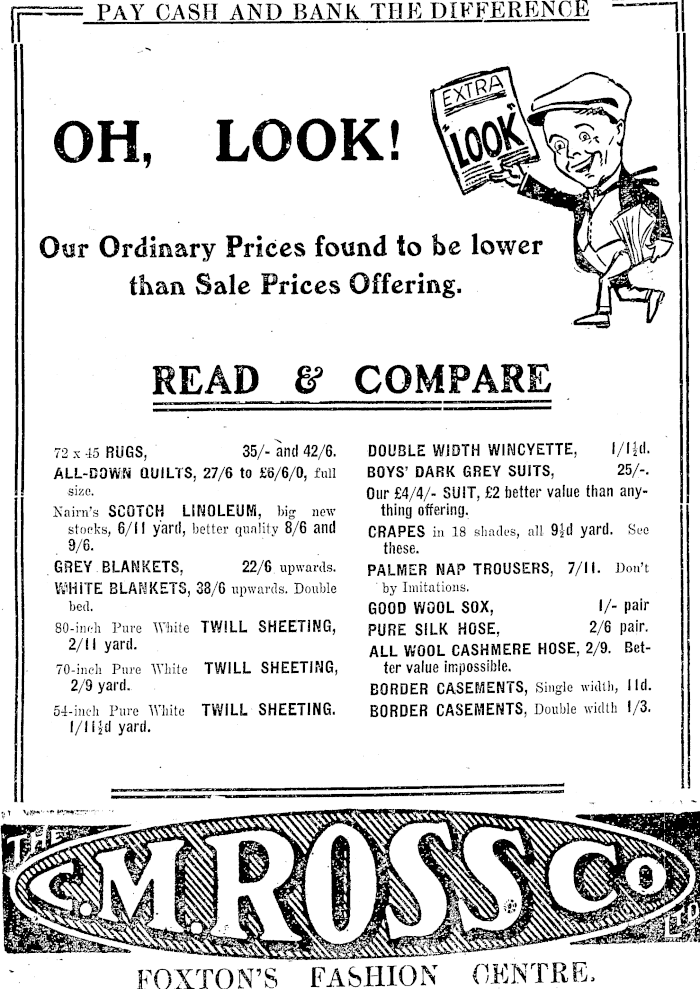 PAY CASH AND BANK THE DIFFERENCE
EXTRA
"LOOK"
OH, LOOK!
Our Ordinary Prices found to be lower
than Sale Prices Offering.
READ & COMPARE
72 x 45 RUGS, 35/- and 42/6.
ALL-DOWN QUILTS, 27/6 to £6/6/0, full
size.
Nairn's SCOTCH LINOLEUM, big new
stocks, 6/11 yard, better quality 8/6 and
9/6.
GREY BLANKETS, 22/6 upwards.
WHITE BLANKETS, 38/6 upwards. Double
bed.
80-inch Pure White TWILL SHEETING,
2/11 yard.
70-inch Pure White TWILL SHEETING,
2/9 yard.
54-inch Pure White TWILL SHEETING.
1/11½d yard.
DOUBLE WIDTH WINCYETTE, 1/1½d.
BOYS' DARK GREY SUITS, 25/-.
Our £4/4/- SUIT, £2 better value than any-
thing offering.
CRAPES in 18 shades, all 9½d yard. See
these.
PALMER NAP TROUSERS, 7/11. Don't
by Imitations.
GOOD WOOL SOX, 1/- pair
PURE SILK HOSE, 2/6 pair.
ALL WOOL CASHMERE HOSE, 2/9. Bet-
ter value impossible.
BORDER CASEMENTS, Single width, 11d.
BORDER CASEMENTS, Double width 1/3.
THE
C.M. ROSS Co
LTD
FOXTON'S FASHION CENTRE.